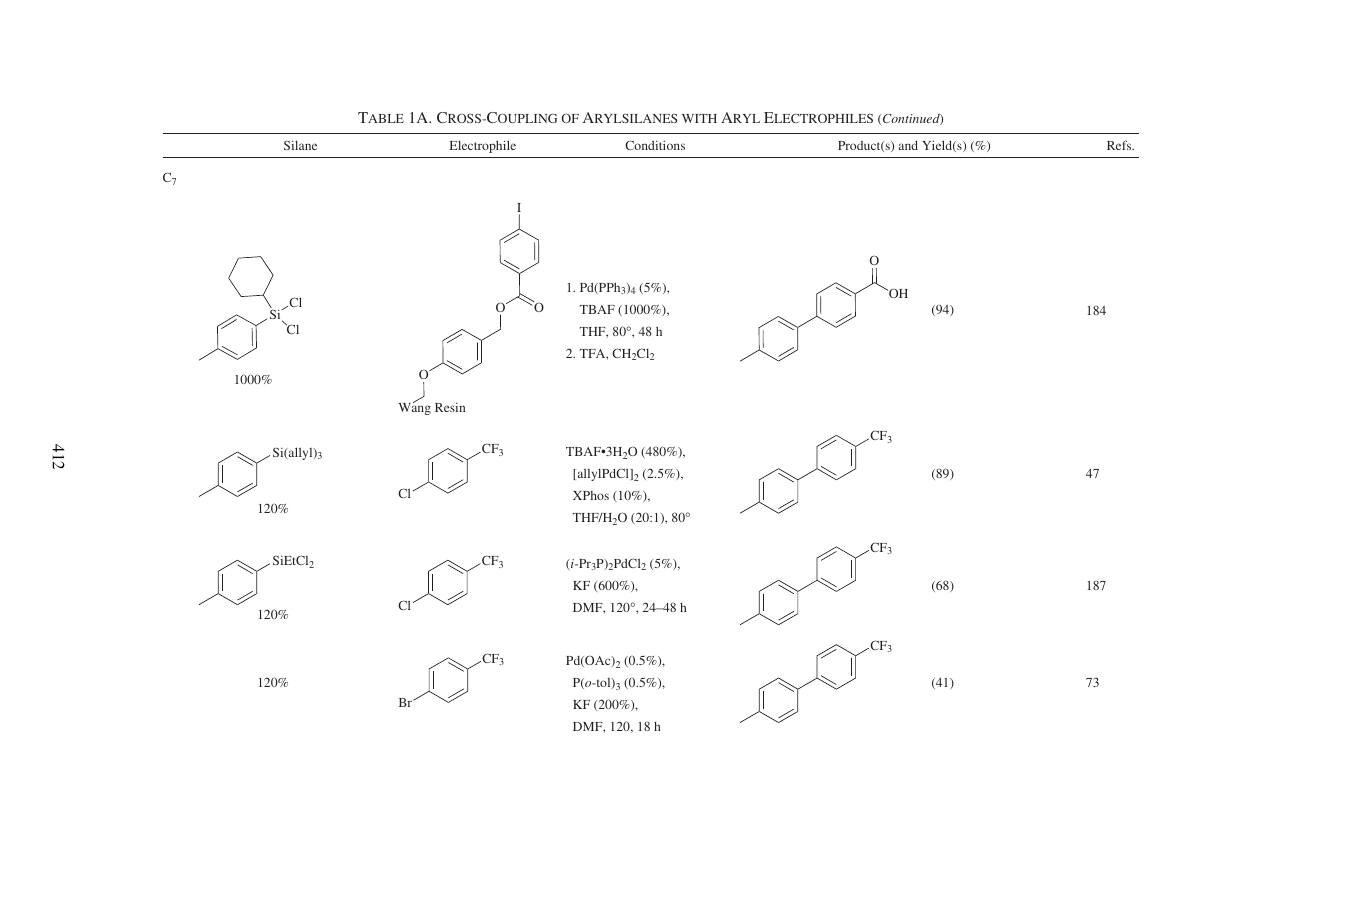 TABLE 1A. CROSS-COUPLING OF ARYLSILANES WITH ARYL ELECTROPHILES (Continued)
Silane Electrophile Conditions Product(s) and Yield(s) (%) Refs.
C7
Si
Cl
Cl
1000%
I
O
O
O
Wang Resin
1. Pd(PPh3)4 (5%),
TBAF (1000%),
THF, 80°, 48 h
2. TFA, CH2Cl2
O
OH
(94)
184
Si(allyl)3
120%
CF3
Cl
TBAF•3H2O (480%),
[allylPdCl]2 (2.5%),
XPhos (10%),
THF/H2O (20:1), 80°
CF3
(89)
47
SiEtCl2
120%
CF3
Cl
(i-Pr3P)2PdCl2 (5%),
KF (600%),
DMF, 120°, 24–48 h
CF3
(68)
187
120%
CF3
Br
Pd(OAc)2 (0.5%),
P(o-tol)3 (0.5%),
KF (200%),
DMF, 120, 18 h
CF3
(41)
73
412